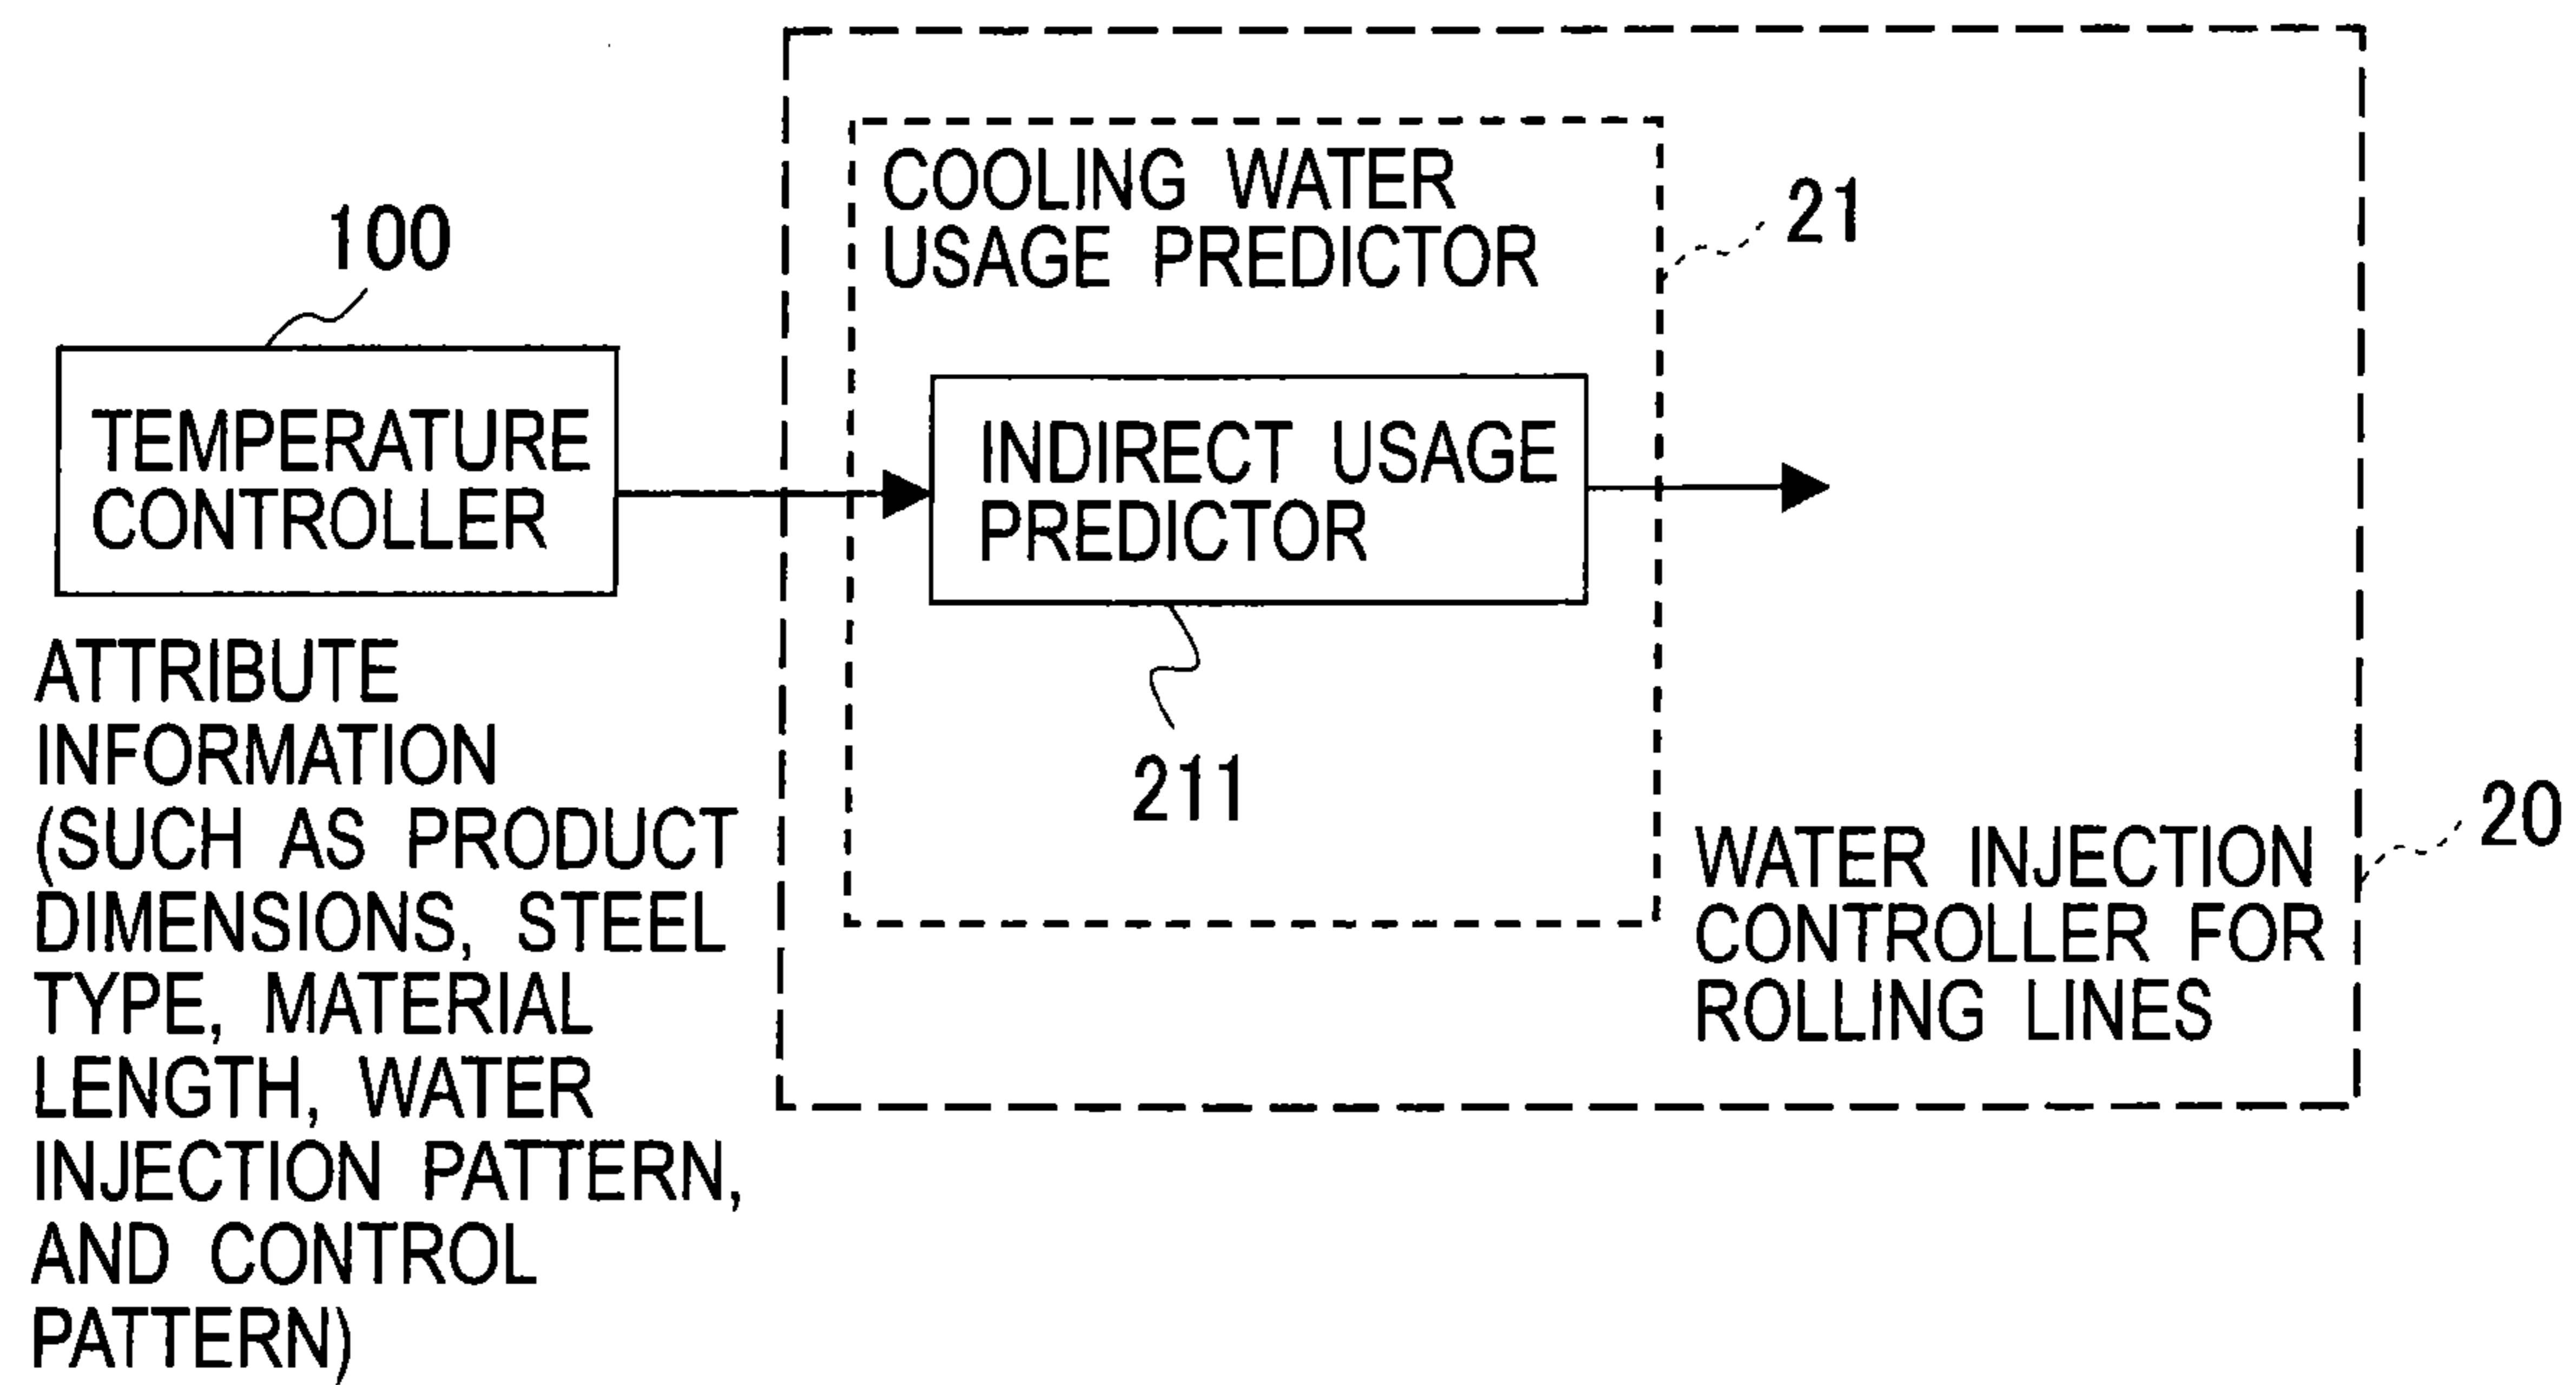 100
TEMPERATURE
CONTROLLER
ATTRIBUTE
INFORMATION
(SUCH AS PRODUCT
DIMENSIONS, STEEL
TYPE, MATERIAL
LENGTH, WATER
INJECTION PATTERN,
AND CONTROL
PATTERN)
COOLING WATER
USAGE PREDICTOR
21
INDIRECT USAGE
PREDICTOR
211
WATER INJECTION
CONTROLLER FOR
ROLLING LINES
20